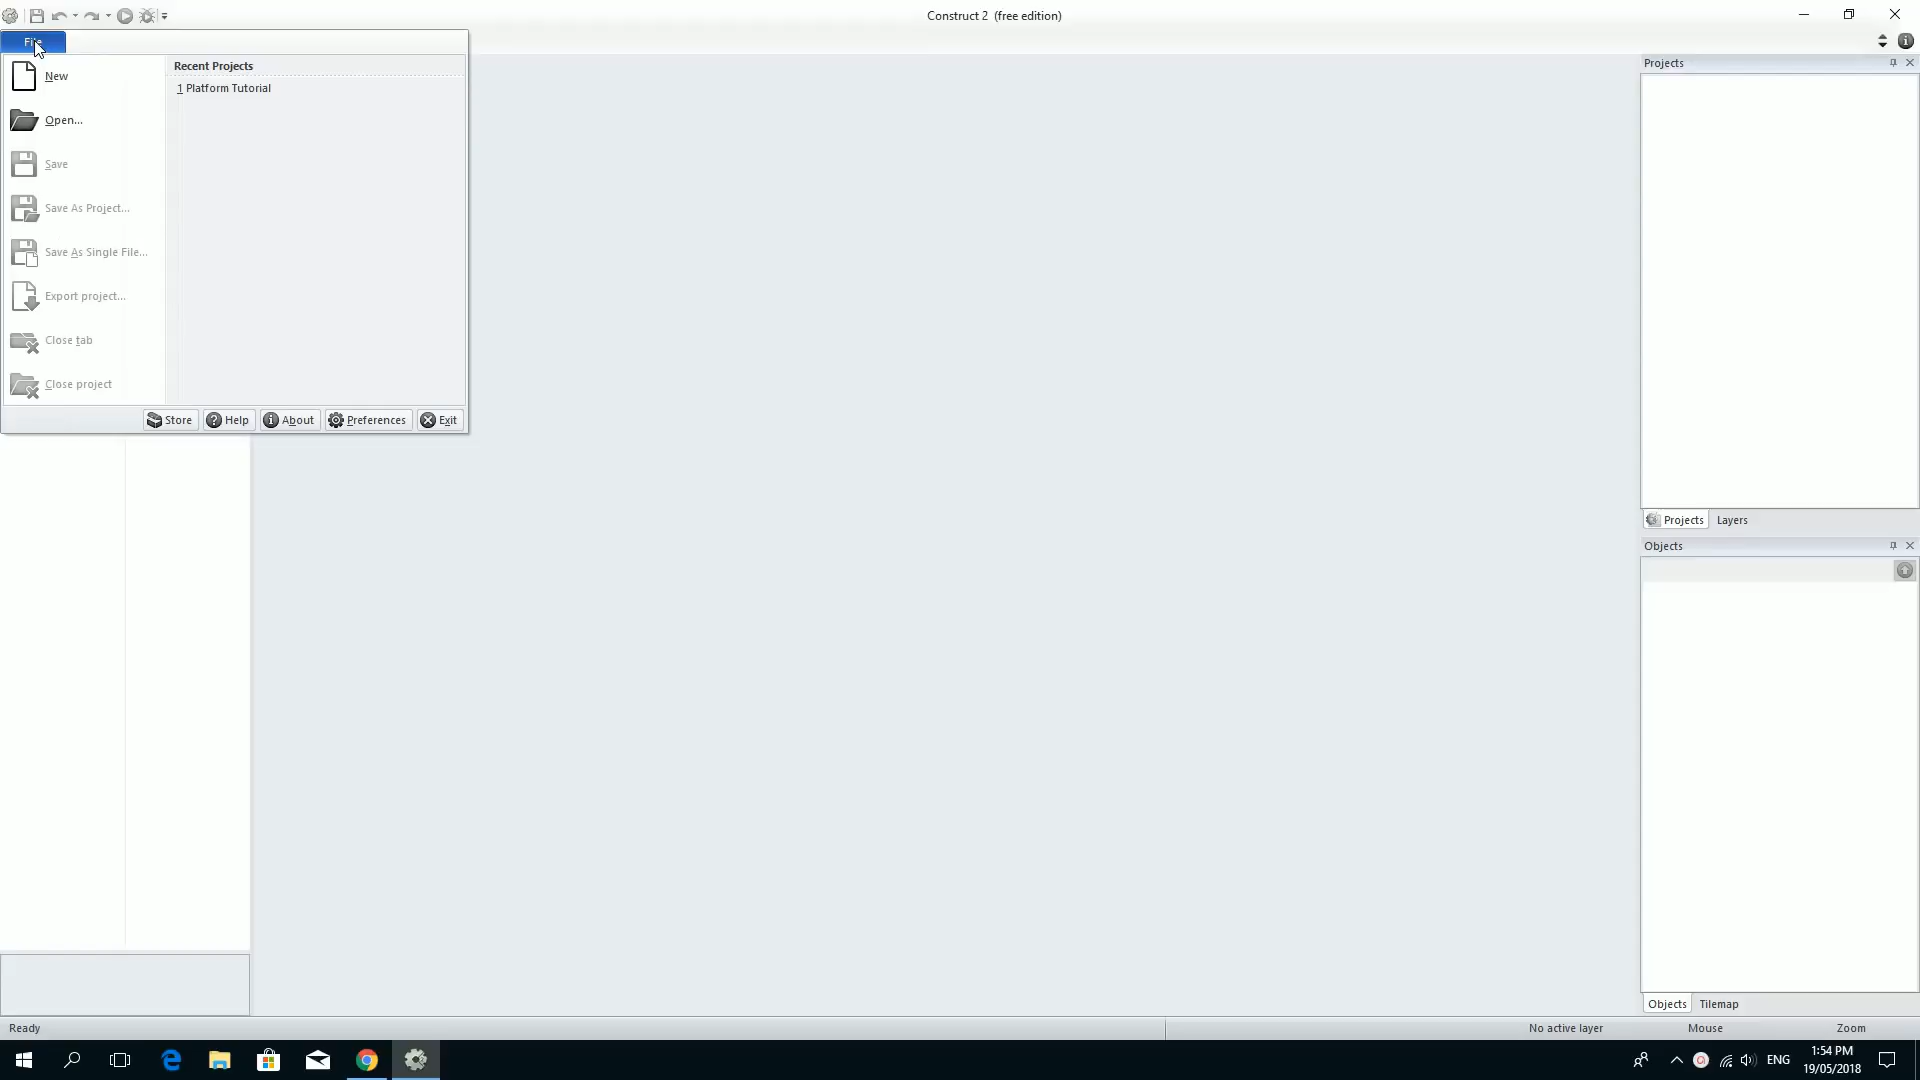 Construct 2 (free edition)
File
New
Open...
Save
Save As Project...
Save As Single File...
Export project...
Close tab
Close project
Recent Projects
1 Platform Tutorial
Store
Help
About
Preferences
Exit
Projects
Projects
Layers
Objects
Objects
Tilemap
Ready
No active layer
Mouse
Zoom
ENG
1:54 PM
19/05/2018